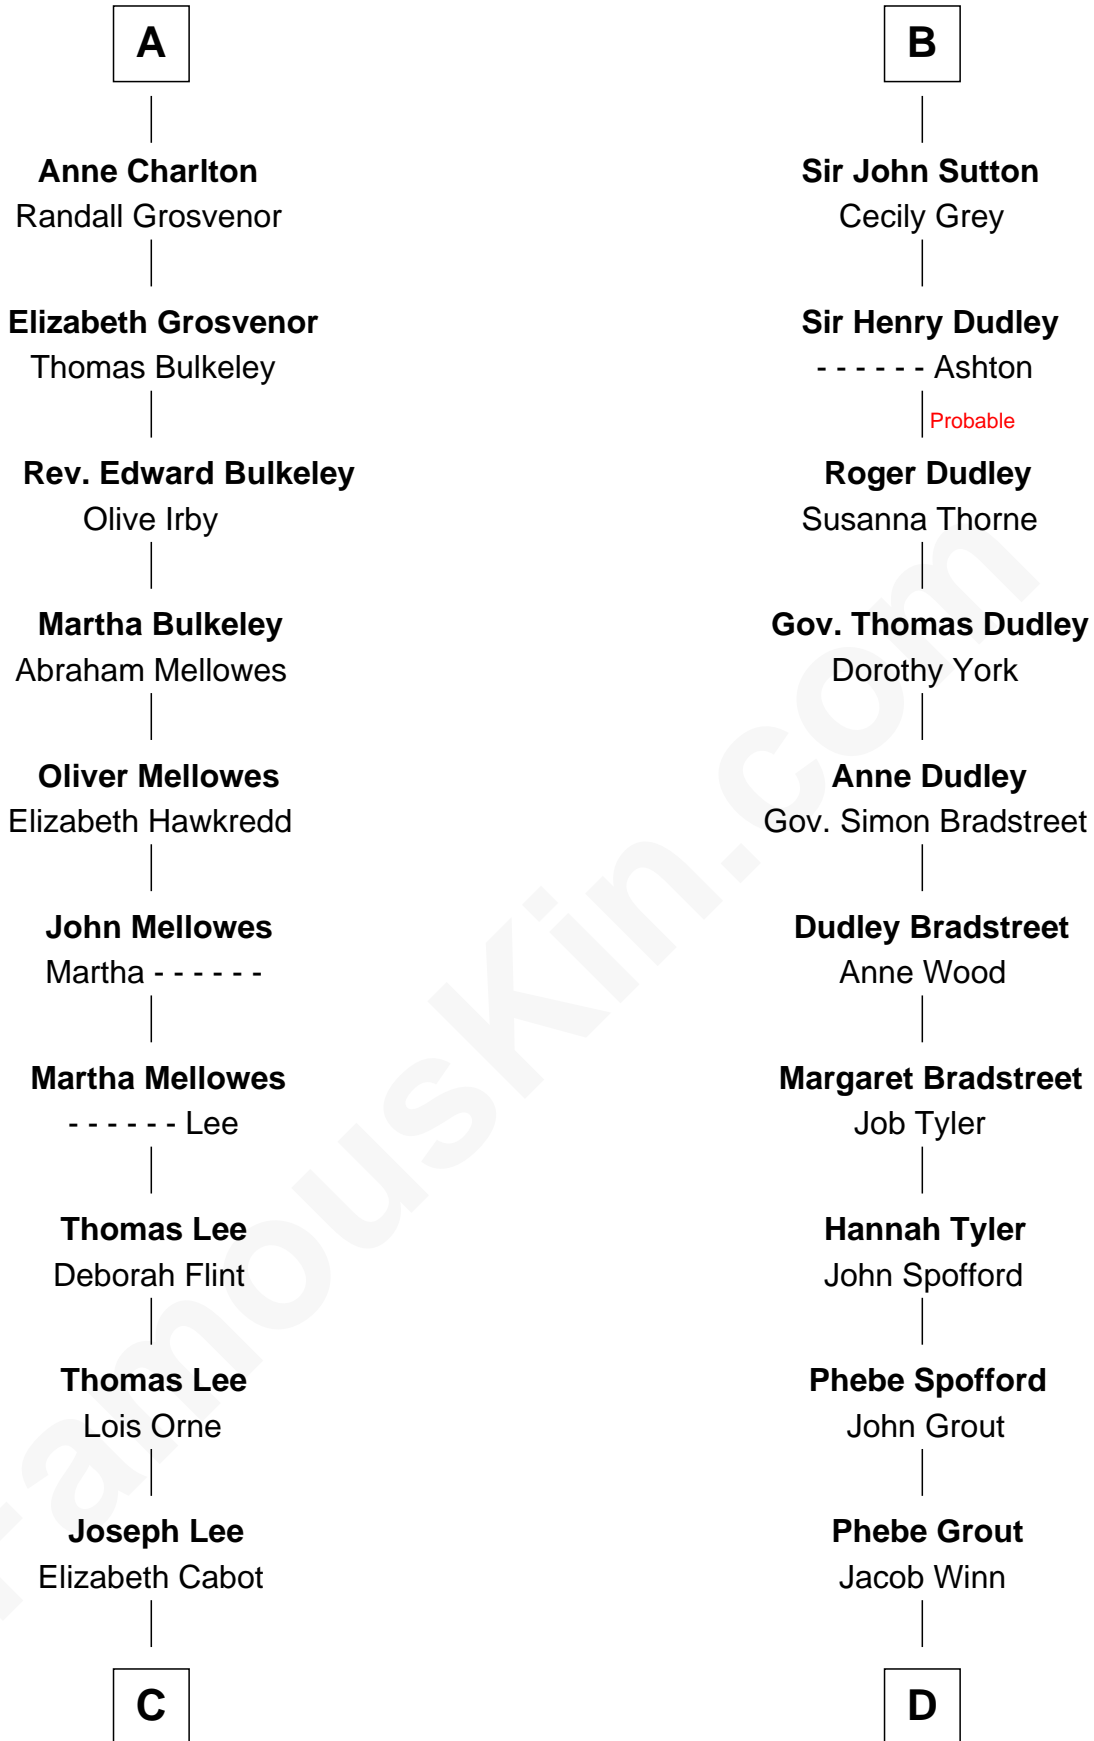 A
Anne Charlton
Randall Grosvenor
Elizabeth Grosvenor
Thomas Bulkeley
Rev. Edward Bulkeley
Olive Irby
Martha Bulkeley
Abraham Mellowes
Oliver Mellowes
Elizabeth Hawkredd
John Mellowes
Martha - - - - - -
Martha Mellowes
- - - - - - Lee
Thomas Lee
Deborah Flint
Thomas Lee
Lois Orne
Joseph Lee
Elizabeth Cabot
C
B
Sir John Sutton
Cecily Grey
Sir Henry Dudley
- - - - - - Ashton
Probable
Roger Dudley
Susanna Thorne
Gov. Thomas Dudley
Dorothy York
Anne Dudley
Gov. Simon Bradstreet
Dudley Bradstreet
Anne Wood
Margaret Bradstreet
Job Tyler
Hannah Tyler
John Spofford
Phebe Spofford
John Grout
Phebe Grout
Jacob Winn
D
FamousKin.com